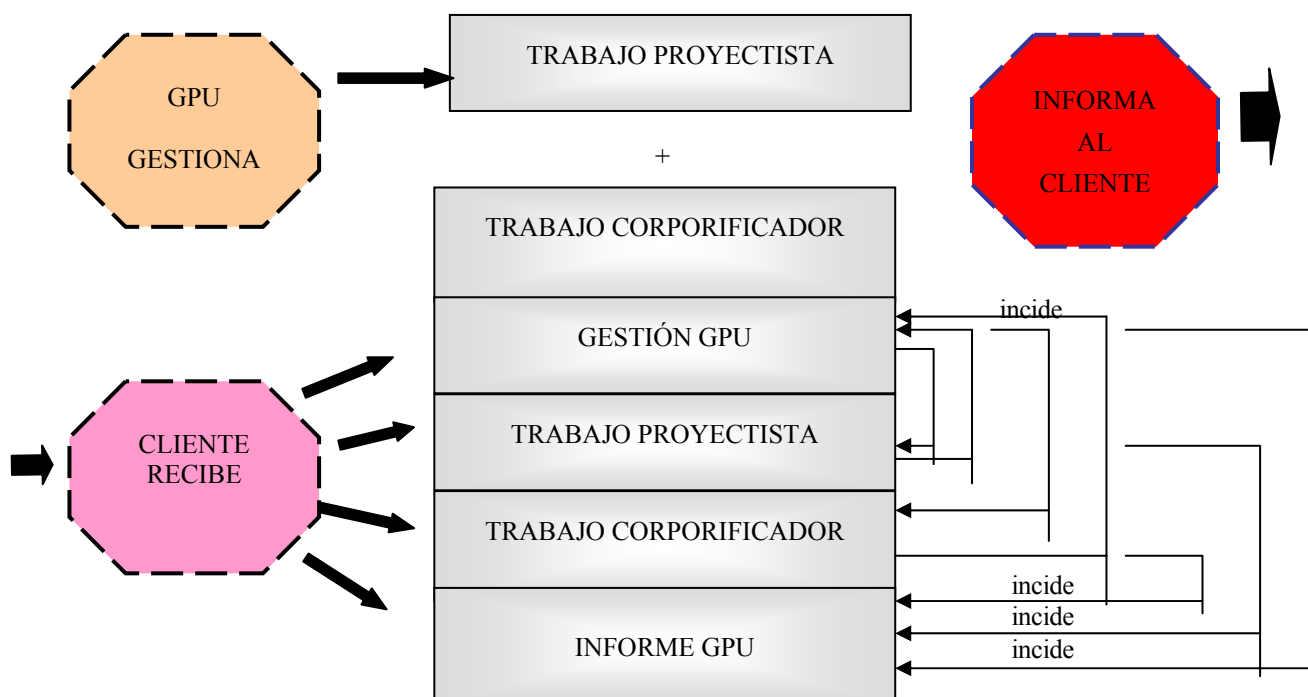 GPU
GESTIONA
TRABAJO PROYECTISTA
INFORMA
AL
CLIENTE
+
TRABAJO CORPORIFICADOR
GESTIÓN GPU
incide
CLIENTE
RECIBE
TRABAJO PROYECTISTA
TRABAJO CORPORIFICADOR
incide
incide
INFORME GPU
incide